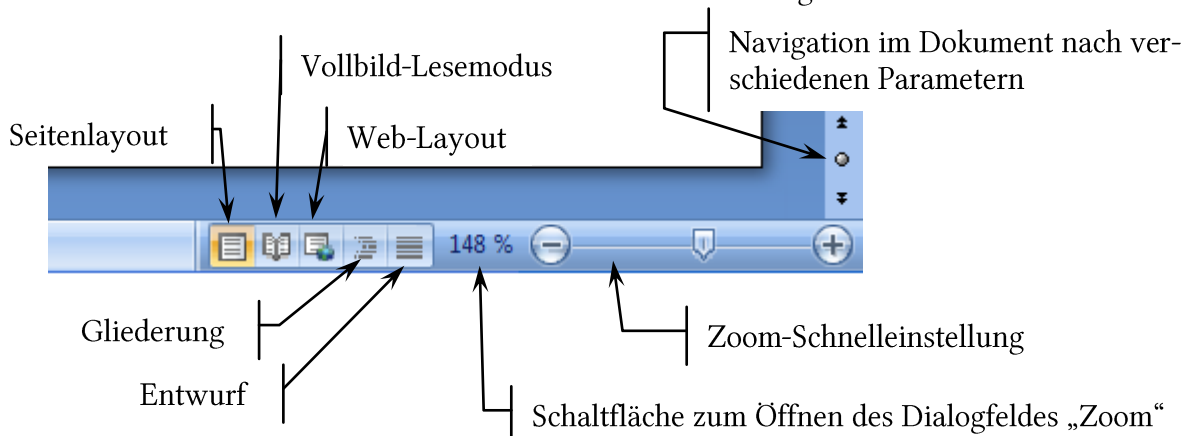 Navigation im Dokument nach ver-
schiedenen Parametern
Vollbild-Lesemodus
Seitenlayout
Web-Layout
148 %
Gliederung
Zoom-Schnelleinstellung
Entwurf
Schaltfläche zum Öffnen des Dialogfeldes „Zoom“